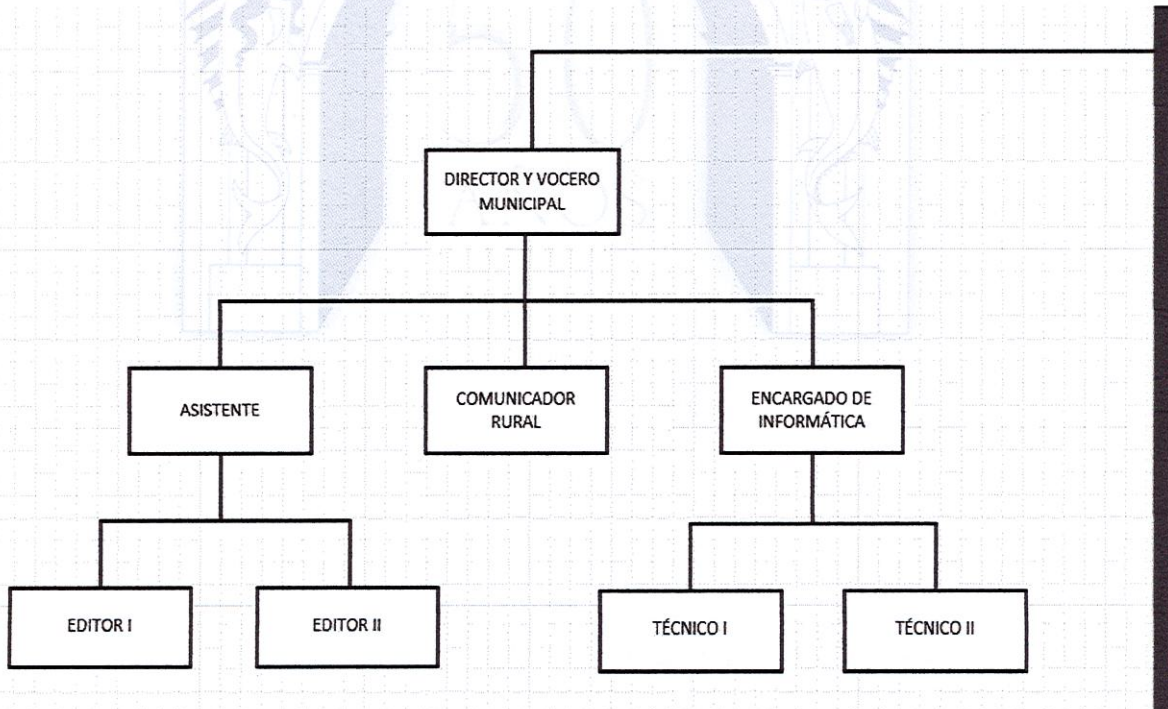 DIRECTOR Y VOCERO
MUNICIPAL
ASISTENTE
COMUNICADOR
RURAL
ENCARGADO DE
INFORMÁTICA
EDITOR I
EDITOR II
TÉCNICO I
TÉCNICO II